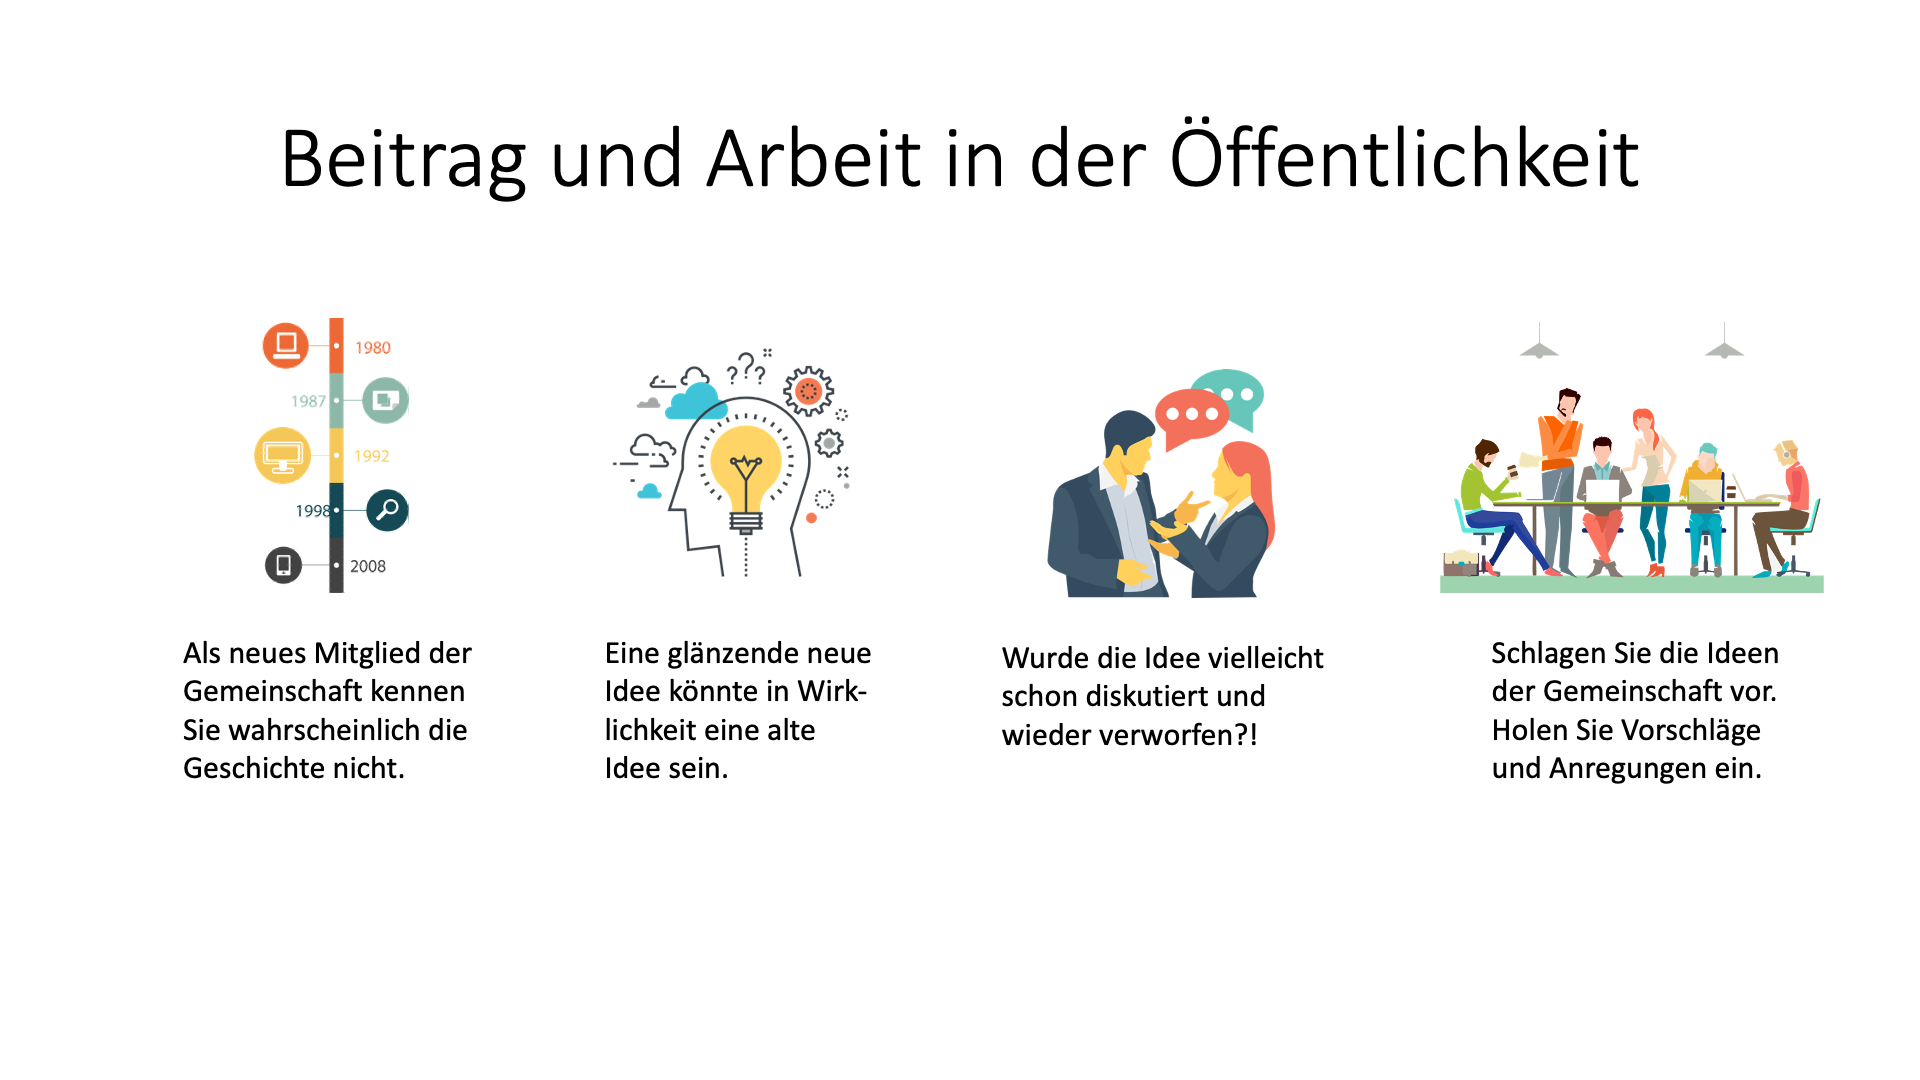 Beitrag und Arbeit in der Öffentlichkeit
1980
1987
1992
1998
2008
Als neues Mitglied der
Gemeinschaft kennen
Sie wahrscheinlich die
Geschichte nicht.
Eine glänzende neue
Idee könnte in Wirk-
lichkeit eine alte
Idee sein.
Wurde die Idee vielleicht
schon diskutiert und
wieder verworfen?!
Schlagen Sie die Ideen
der Gemeinschaft vor.
Holen Sie Vorschläge
und Anregungen ein.